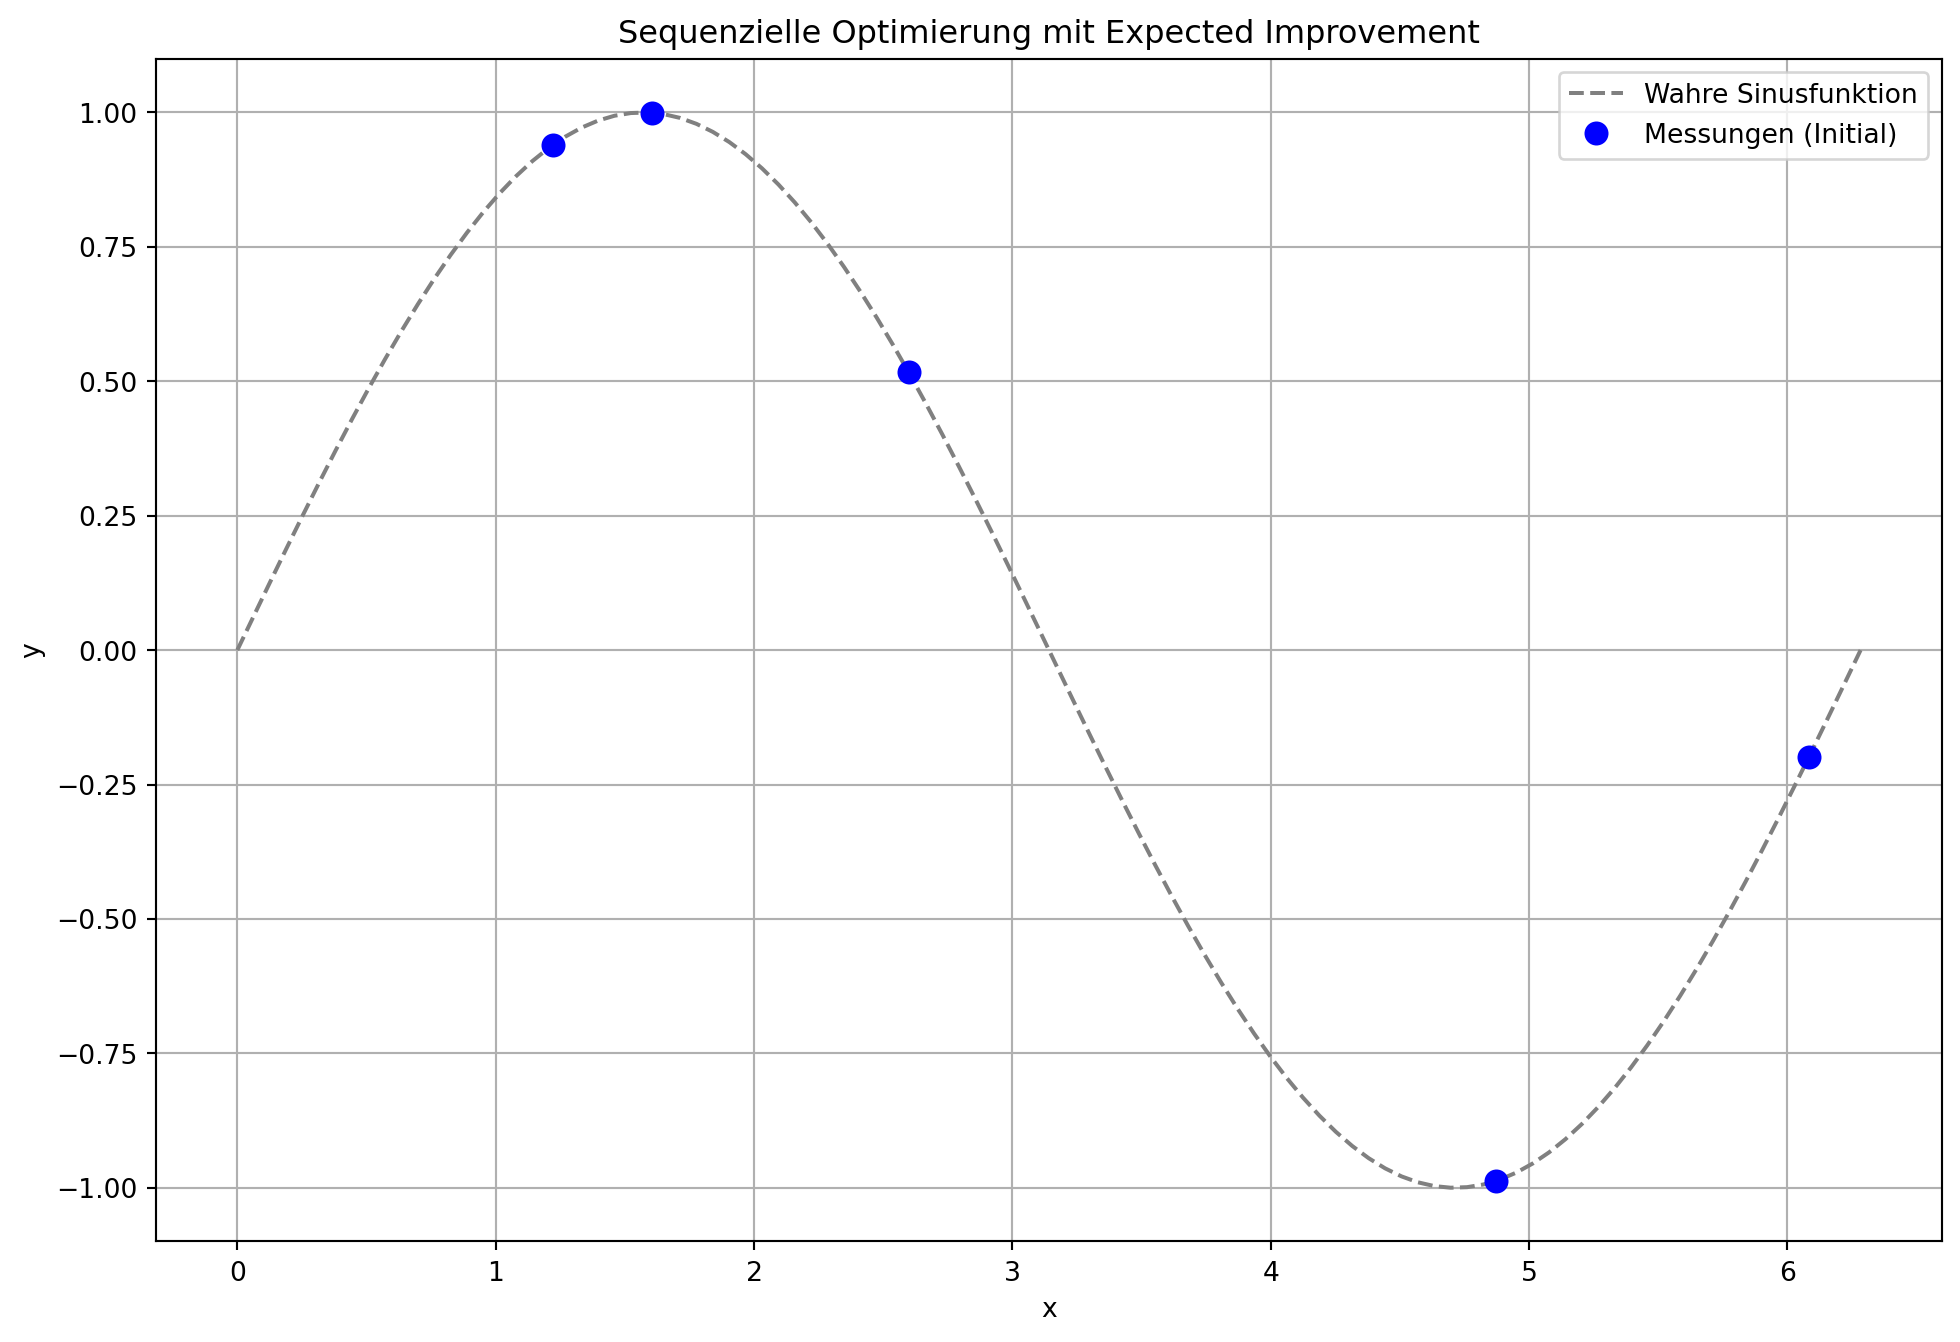 Sequenzielle Optimierung mit Expected Improvement
Wahre Sinusfunktion
Messungen (Initial)
y
1.00
0.75
0.50
0.25
0.00
−0.25
−0.50
−0.75
−1.00
0 1 2 3 4 5 6
x